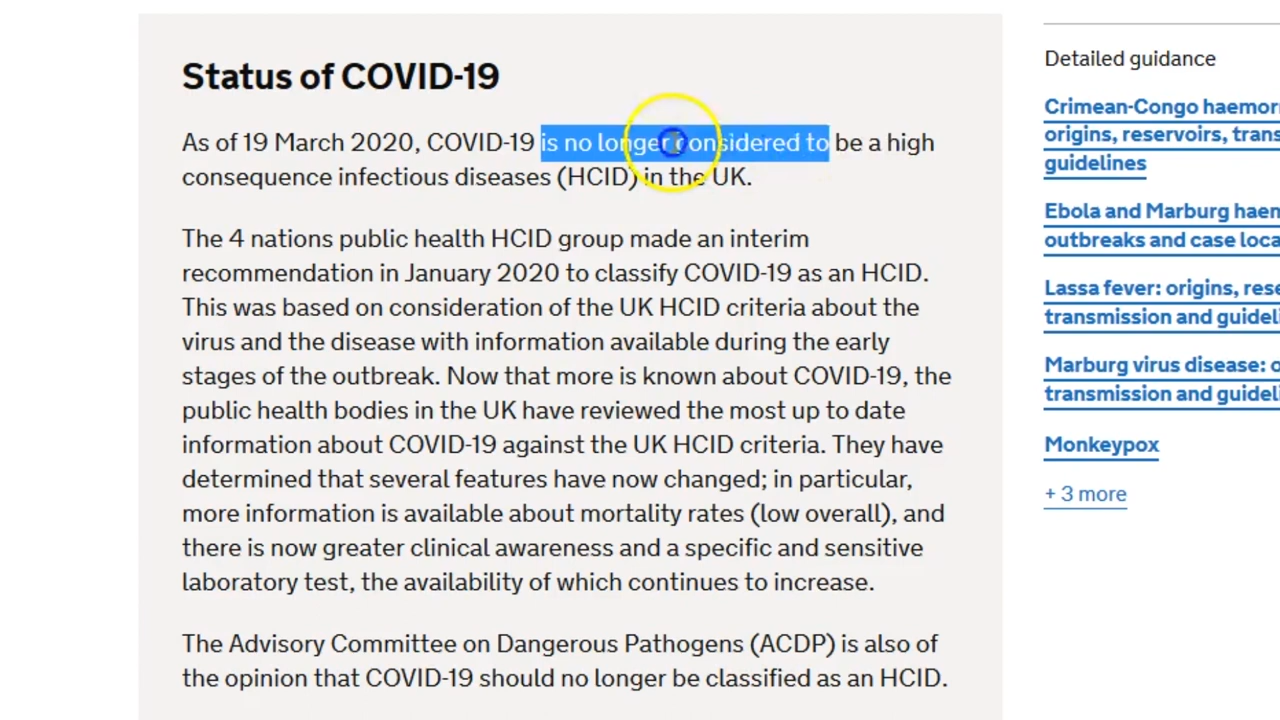 Status of COVID-19
As of 19 March 2020, COVID-19 is no longer considered to be a high
consequence infectious diseases (HCID) in the UK.
The 4 nations public health HCID group made an interim
recommendation in January 2020 to classify COVID-19 as an HCID.
This was based on consideration of the UK HCID criteria about the
virus and the disease with information available during the early
stages of the outbreak. Now that more is known about COVID-19, the
public health bodies in the UK have reviewed the most up to date
information about COVID-19 against the UK HCID criteria. They have
determined that several features have now changed; in particular,
more information is available about mortality rates (low overall), and
there is now greater clinical awareness and a specific and sensitive
laboratory test, the availability of which continues to increase.
The Advisory Committee on Dangerous Pathogens (ACDP) is also of
the opinion that COVID-19 should no longer be classified as an HCID.
Detailed guidance
Crimean-Congo
origins, reservoirs,
guidelines
Ebola and Marburg
outbreaks and case
Lassa fever: origins,
transmission and
Marburg virus disease:
transmission and
Monkeypox
+ 3 more